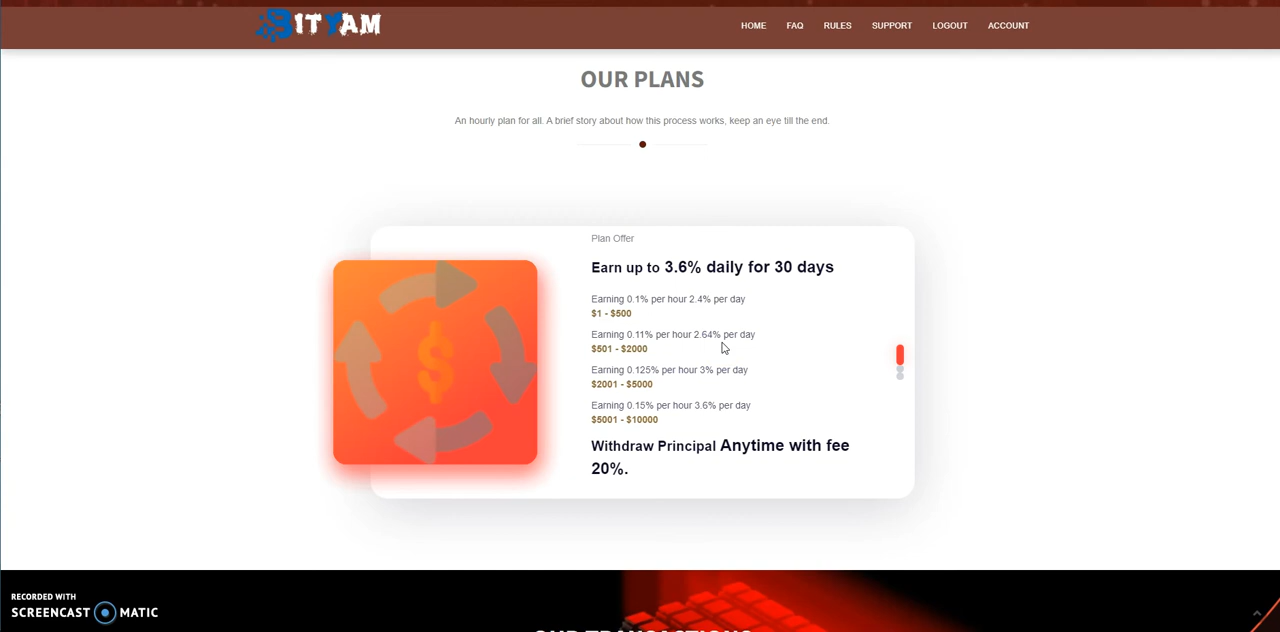 BITYAM
HOME FAQ RULES SUPPORT LOGOUT ACCOUNT
OUR PLANS
An hourly plan for all. A brief story about how this process works, keep an eye till the end.
Plan Offer
Earn up to 3.6% daily for 30 days
Earning 0.1% per hour 2.4% per day
$1 - $500
Earning 0.11% per hour 2.64% per day
$501 - $2000
Earning 0.125% per hour 3% per day
$2001 - $5000
Earning 0.15% per hour 3.6% per day
$5001 - $10000
Withdraw Principal Anytime with fee
20%.
$
RECORDED WITH
SCREENCAST MATIC
OUR TRANSACTIONS